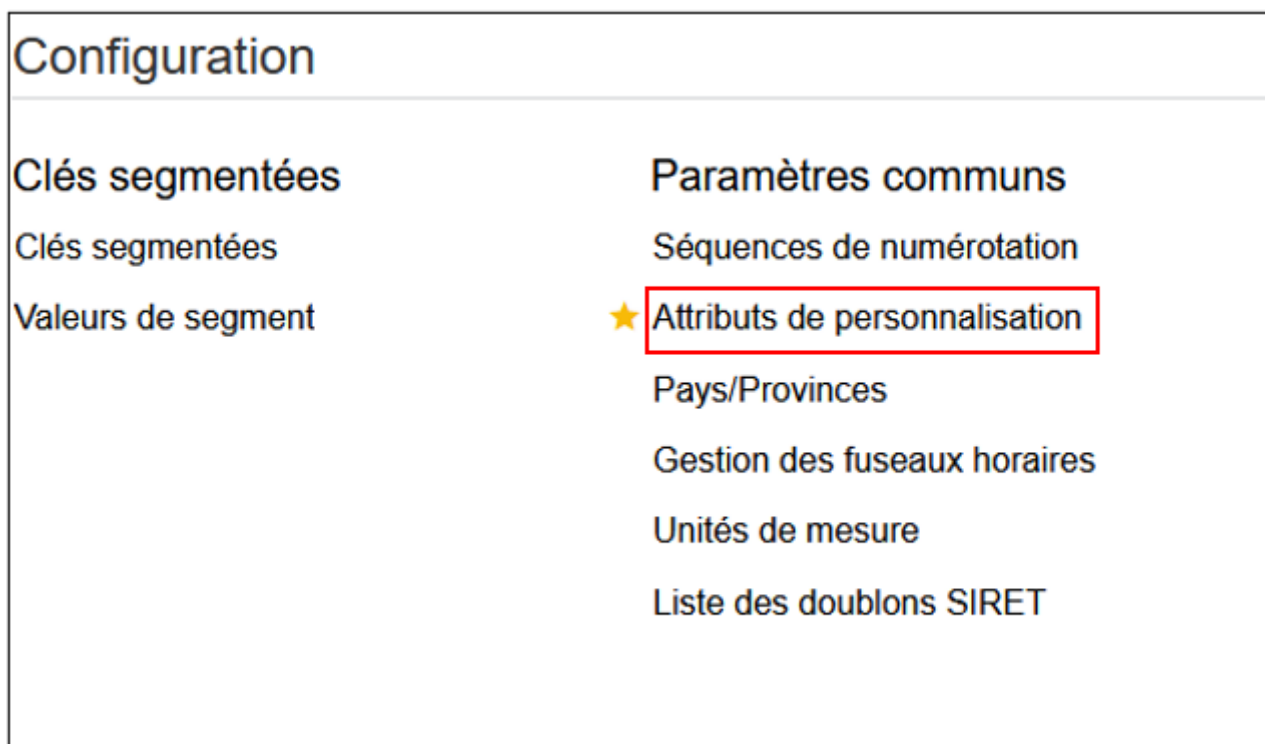 Configuration
Clés segmentées
Clés segmentées
Valeurs de segment
Paramètres communs
Séquences de numérotation
Attributs de personnalisation
Pays/Provinces
Gestion des fuseaux horaires
Unités de mesure
Liste des doublons SIRET